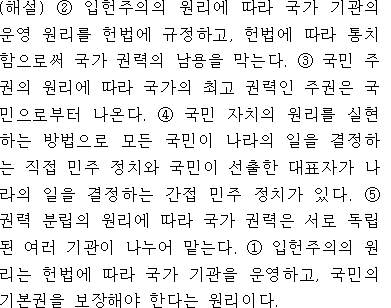 (해설) ② 입헌주의의 원리에 따라 국가 기관의
운영 원리를 헌법에 규정하고, 헌법에 따라 통치
함으로써 국가 권력의 남용을 막는다. ③ 국민 주
권의 원리에 따라 국가의 최고 권력인 주권은 국
민으로부터 나온다. ④ 국민 자치의 원리를 실현
하는 방법으로 모든 국민이 나라의 일을 결정하
는 직접 민주 정치와 국민이 선출한 대표자가 나
라의 일을 결정하는 간접 민주 정치가 있다. ⑤
권력 분립의 원리에 따라 국가 권력은 서로 독립
된 여러 기관이 나누어 맡는다. ① 입헌주의의 원
리는 헌법에 따라 국가 기관을 운영하고, 국민의
기본권을 보장해야 한다는 원리이다.